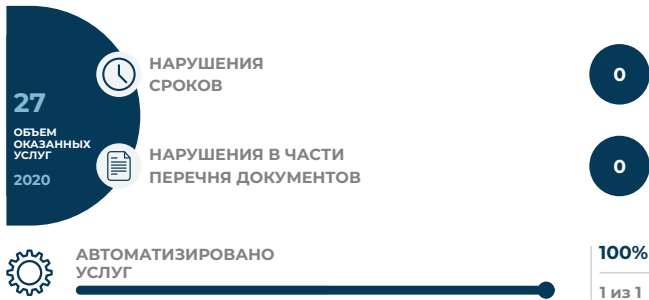 27
ОБЪЕМ
ОКАЗАННЫХ
УСЛУГ
2020
НАРУШЕНИЯ
СРОКОВ
0
НАРУШЕНИЯ В ЧАСТИ
ПЕРЕЧНЯ ДОКУМЕНТОВ
0
АВТОМАТИЗИРОВАНО
УСЛУГ
100%
1 из 1